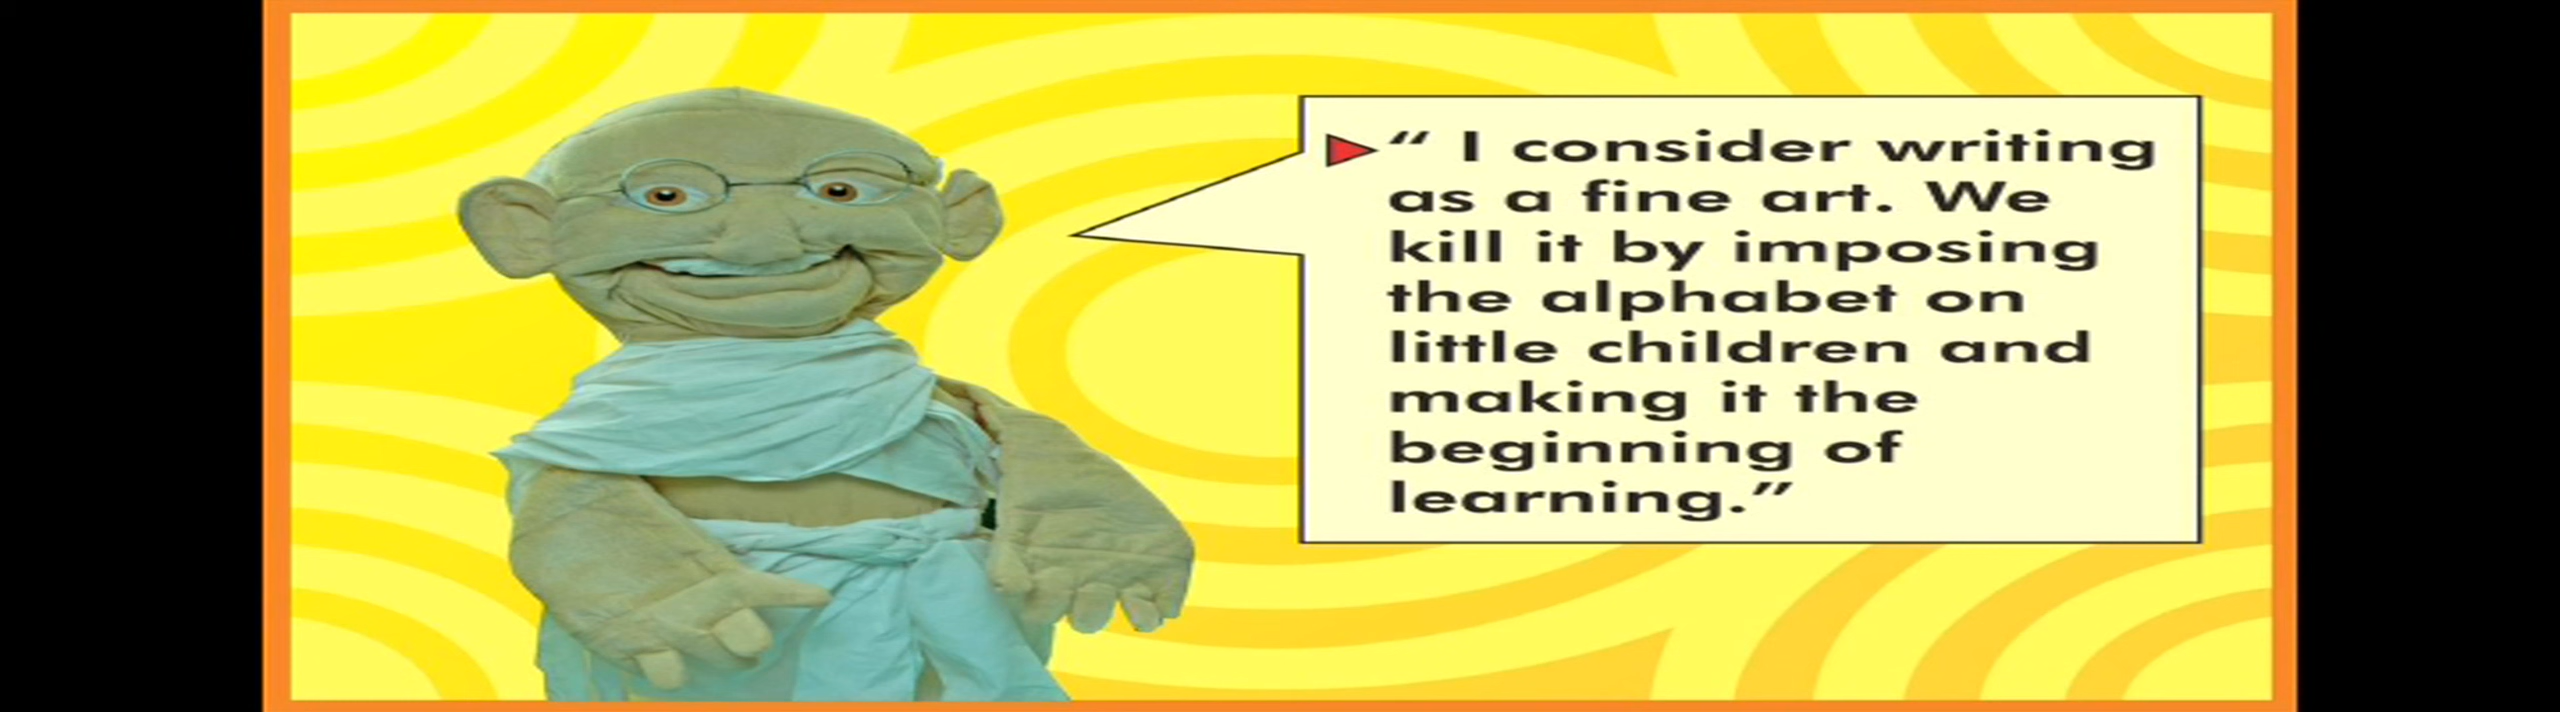 “ I consider writing
as a fine art. We
kill it by imposing
the alphabet on
little children and
making it the
beginning of
learning.”